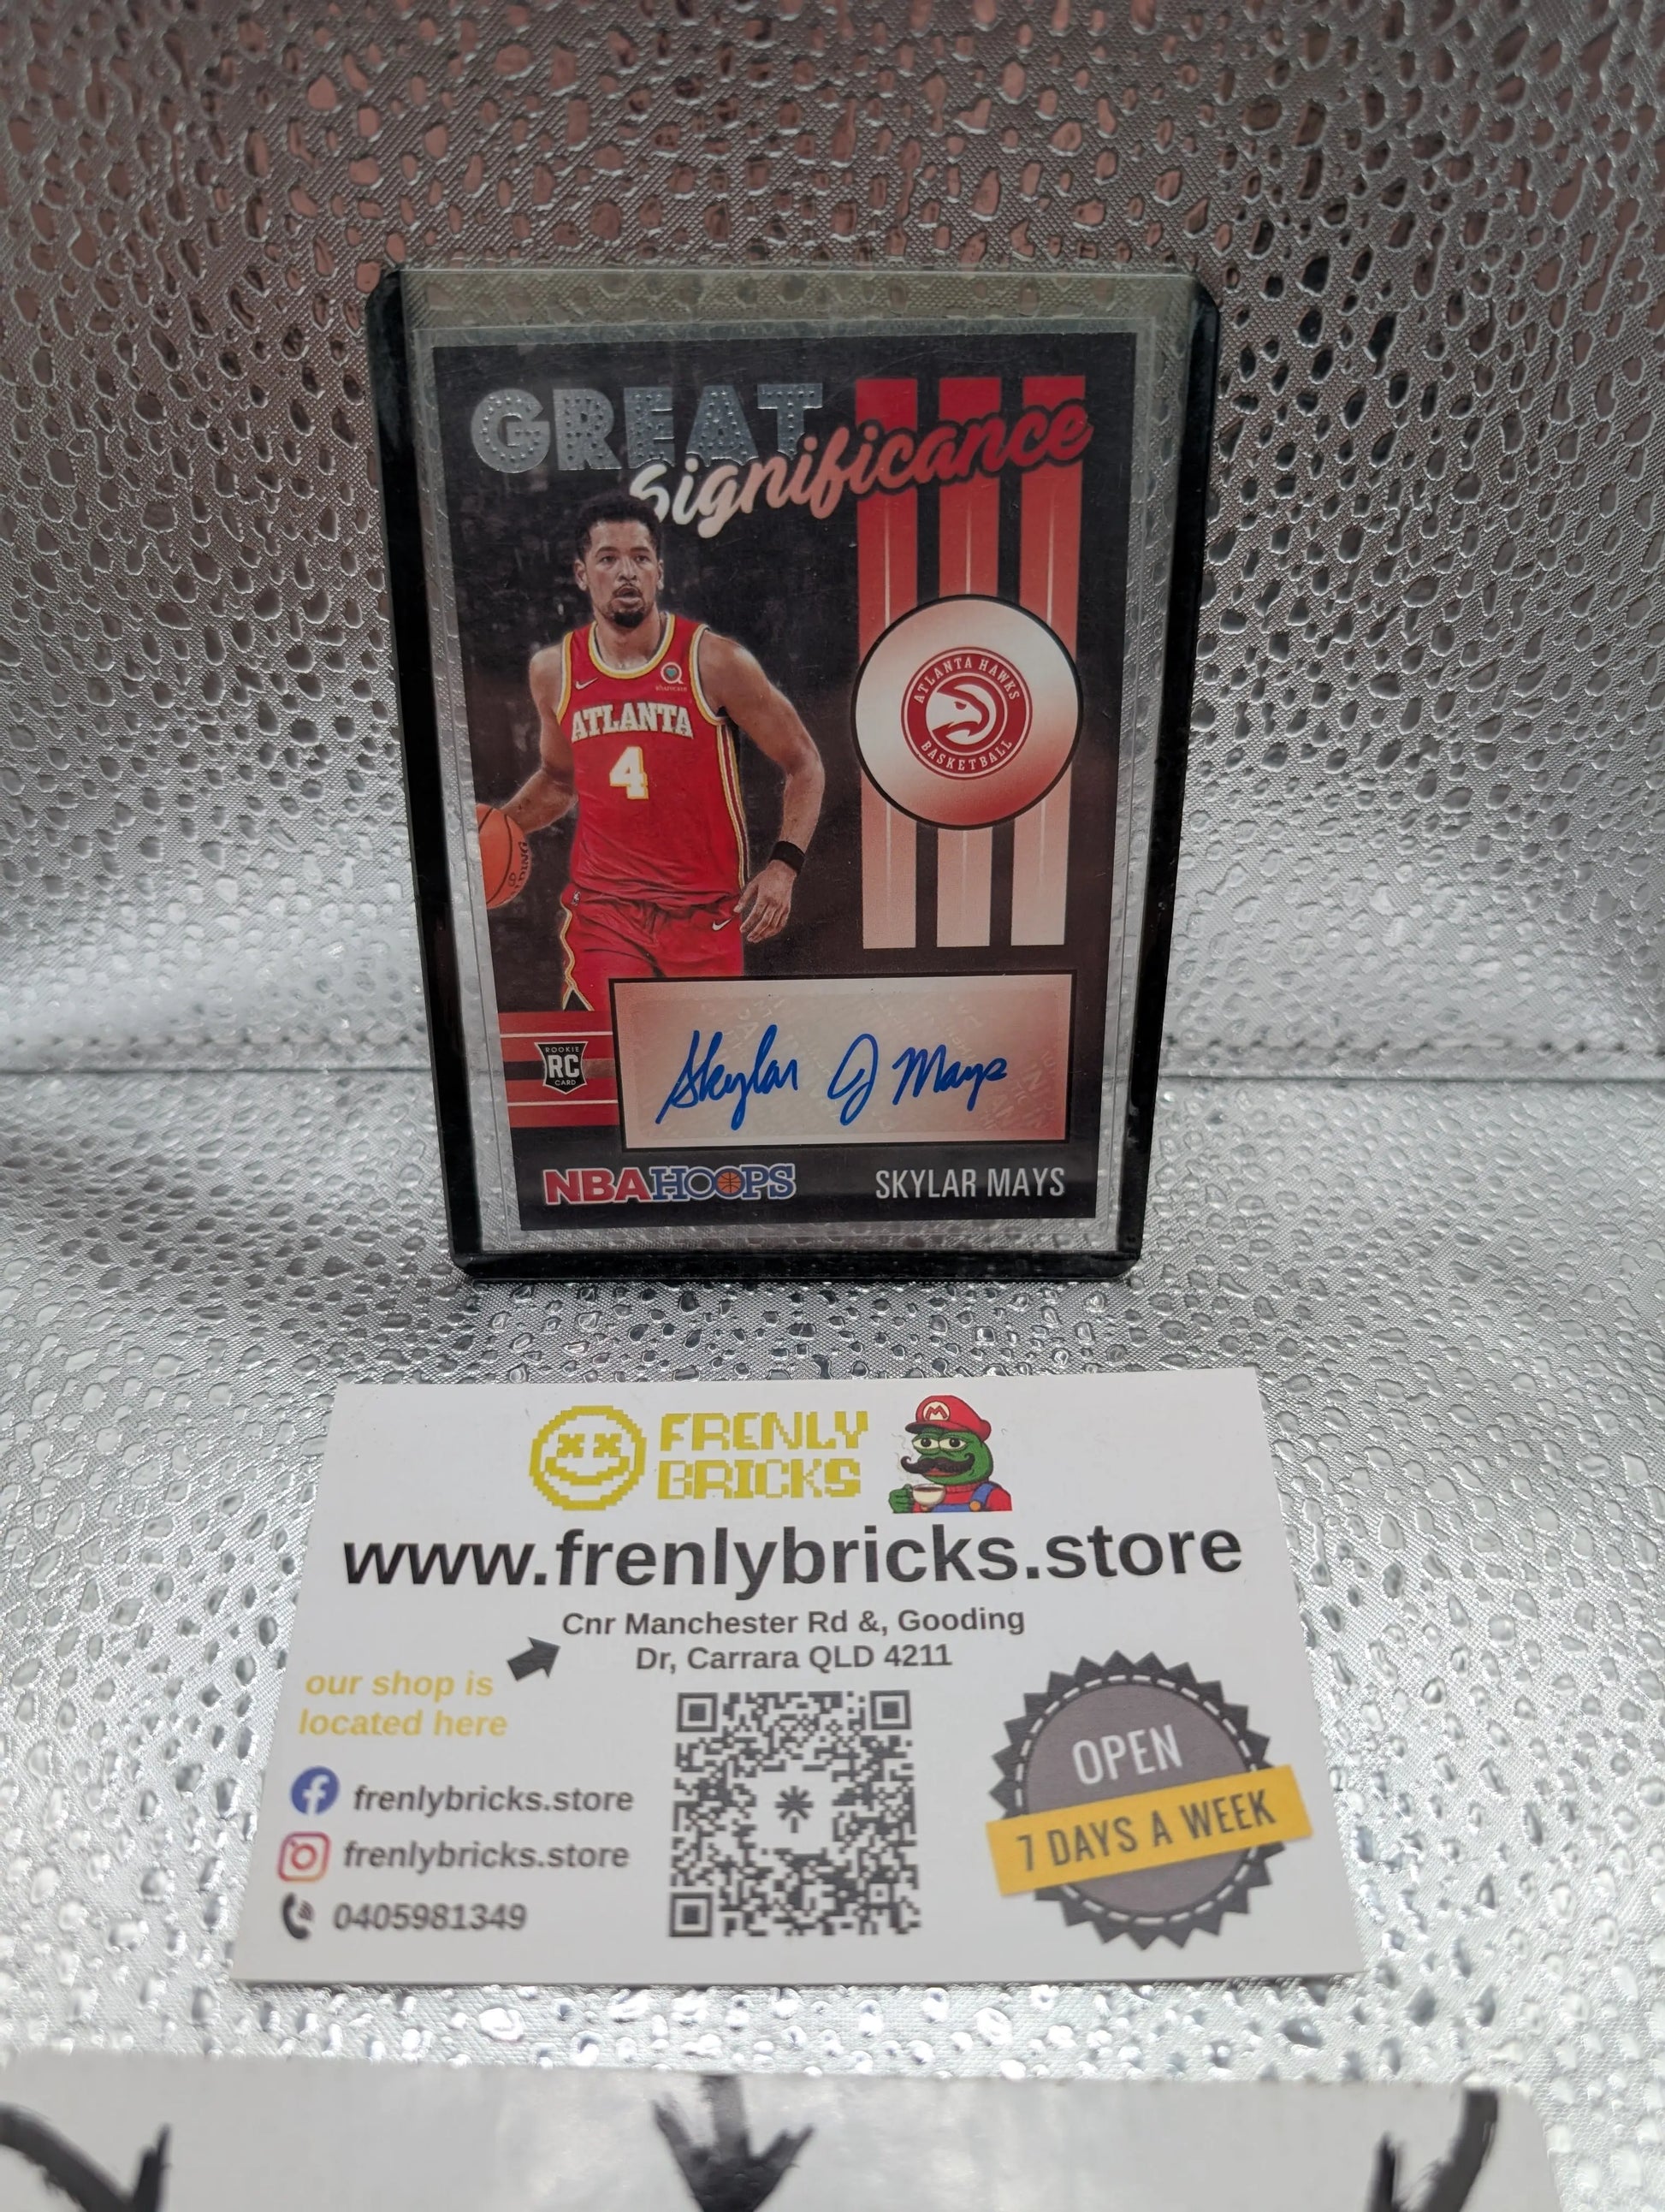 GREAT
Significance
ATLANTA HAWKS
BASKETBALL
ATLANTA
4
ROOKIE
RC
CARD
Skylar J Mays
NBA HOOPS
SKYLAR MAYS
FRENLY
BRICKS
www.frenlybricks.store
Cnr Manchester Rd &, Gooding
Dr, Carrara QLD 4211
our shop is
located here
frenlybricks.store
frenlybricks.store
0405981349
OPEN
7 DAYS A WEEK